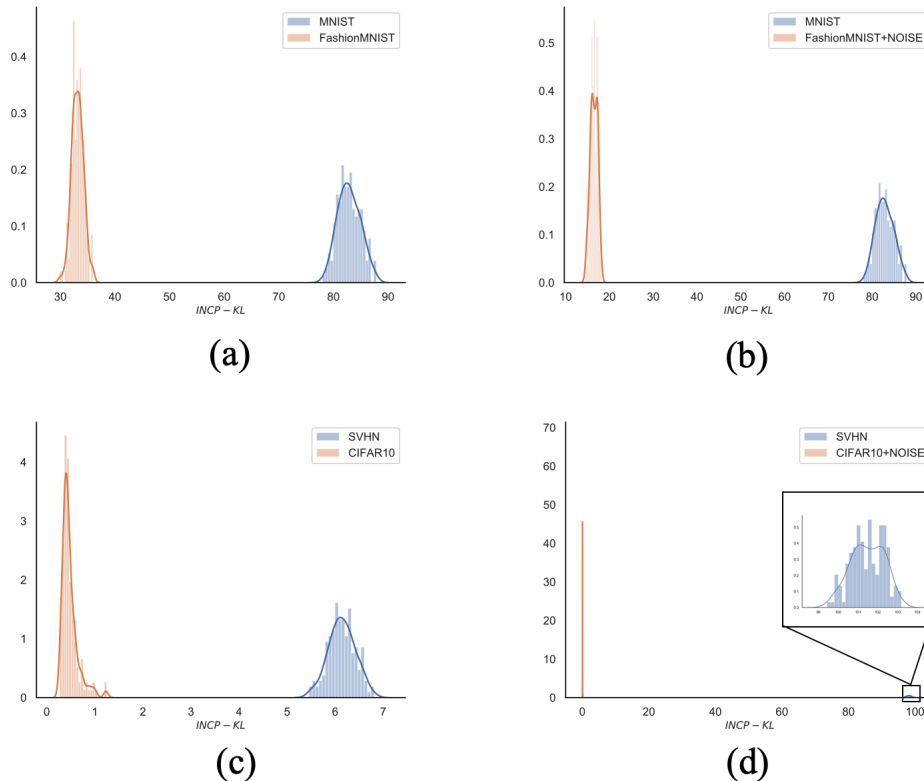 MNIST
FashionMNIST
0.4
0.3
0.2
0.1
0.0
30 40 50 60 70 80 90
INCP – KL
(a)
MNIST
FashionMNIST+NOISE
0.5
0.4
0.3
0.2
0.1
0.0
10 20 30 40 50 60 70 80 90
INCP – KL
(b)
SVHN
CIFAR10
4
3
2
1
0
0 1 2 3 4 5 6 7
INCP – KL
(c)
SVHN
CIFAR10+NOISE
70
60
50
40
30
20
10
0
0 20 40 60 80 100
INCP – KL
(d)